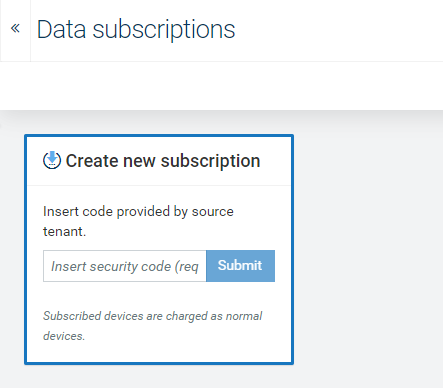 Data subscriptions
Create new subscription
Insert code provided by source
tenant.
Insert security code (req
Submit
Subscribed devices are charged as normal
devices.